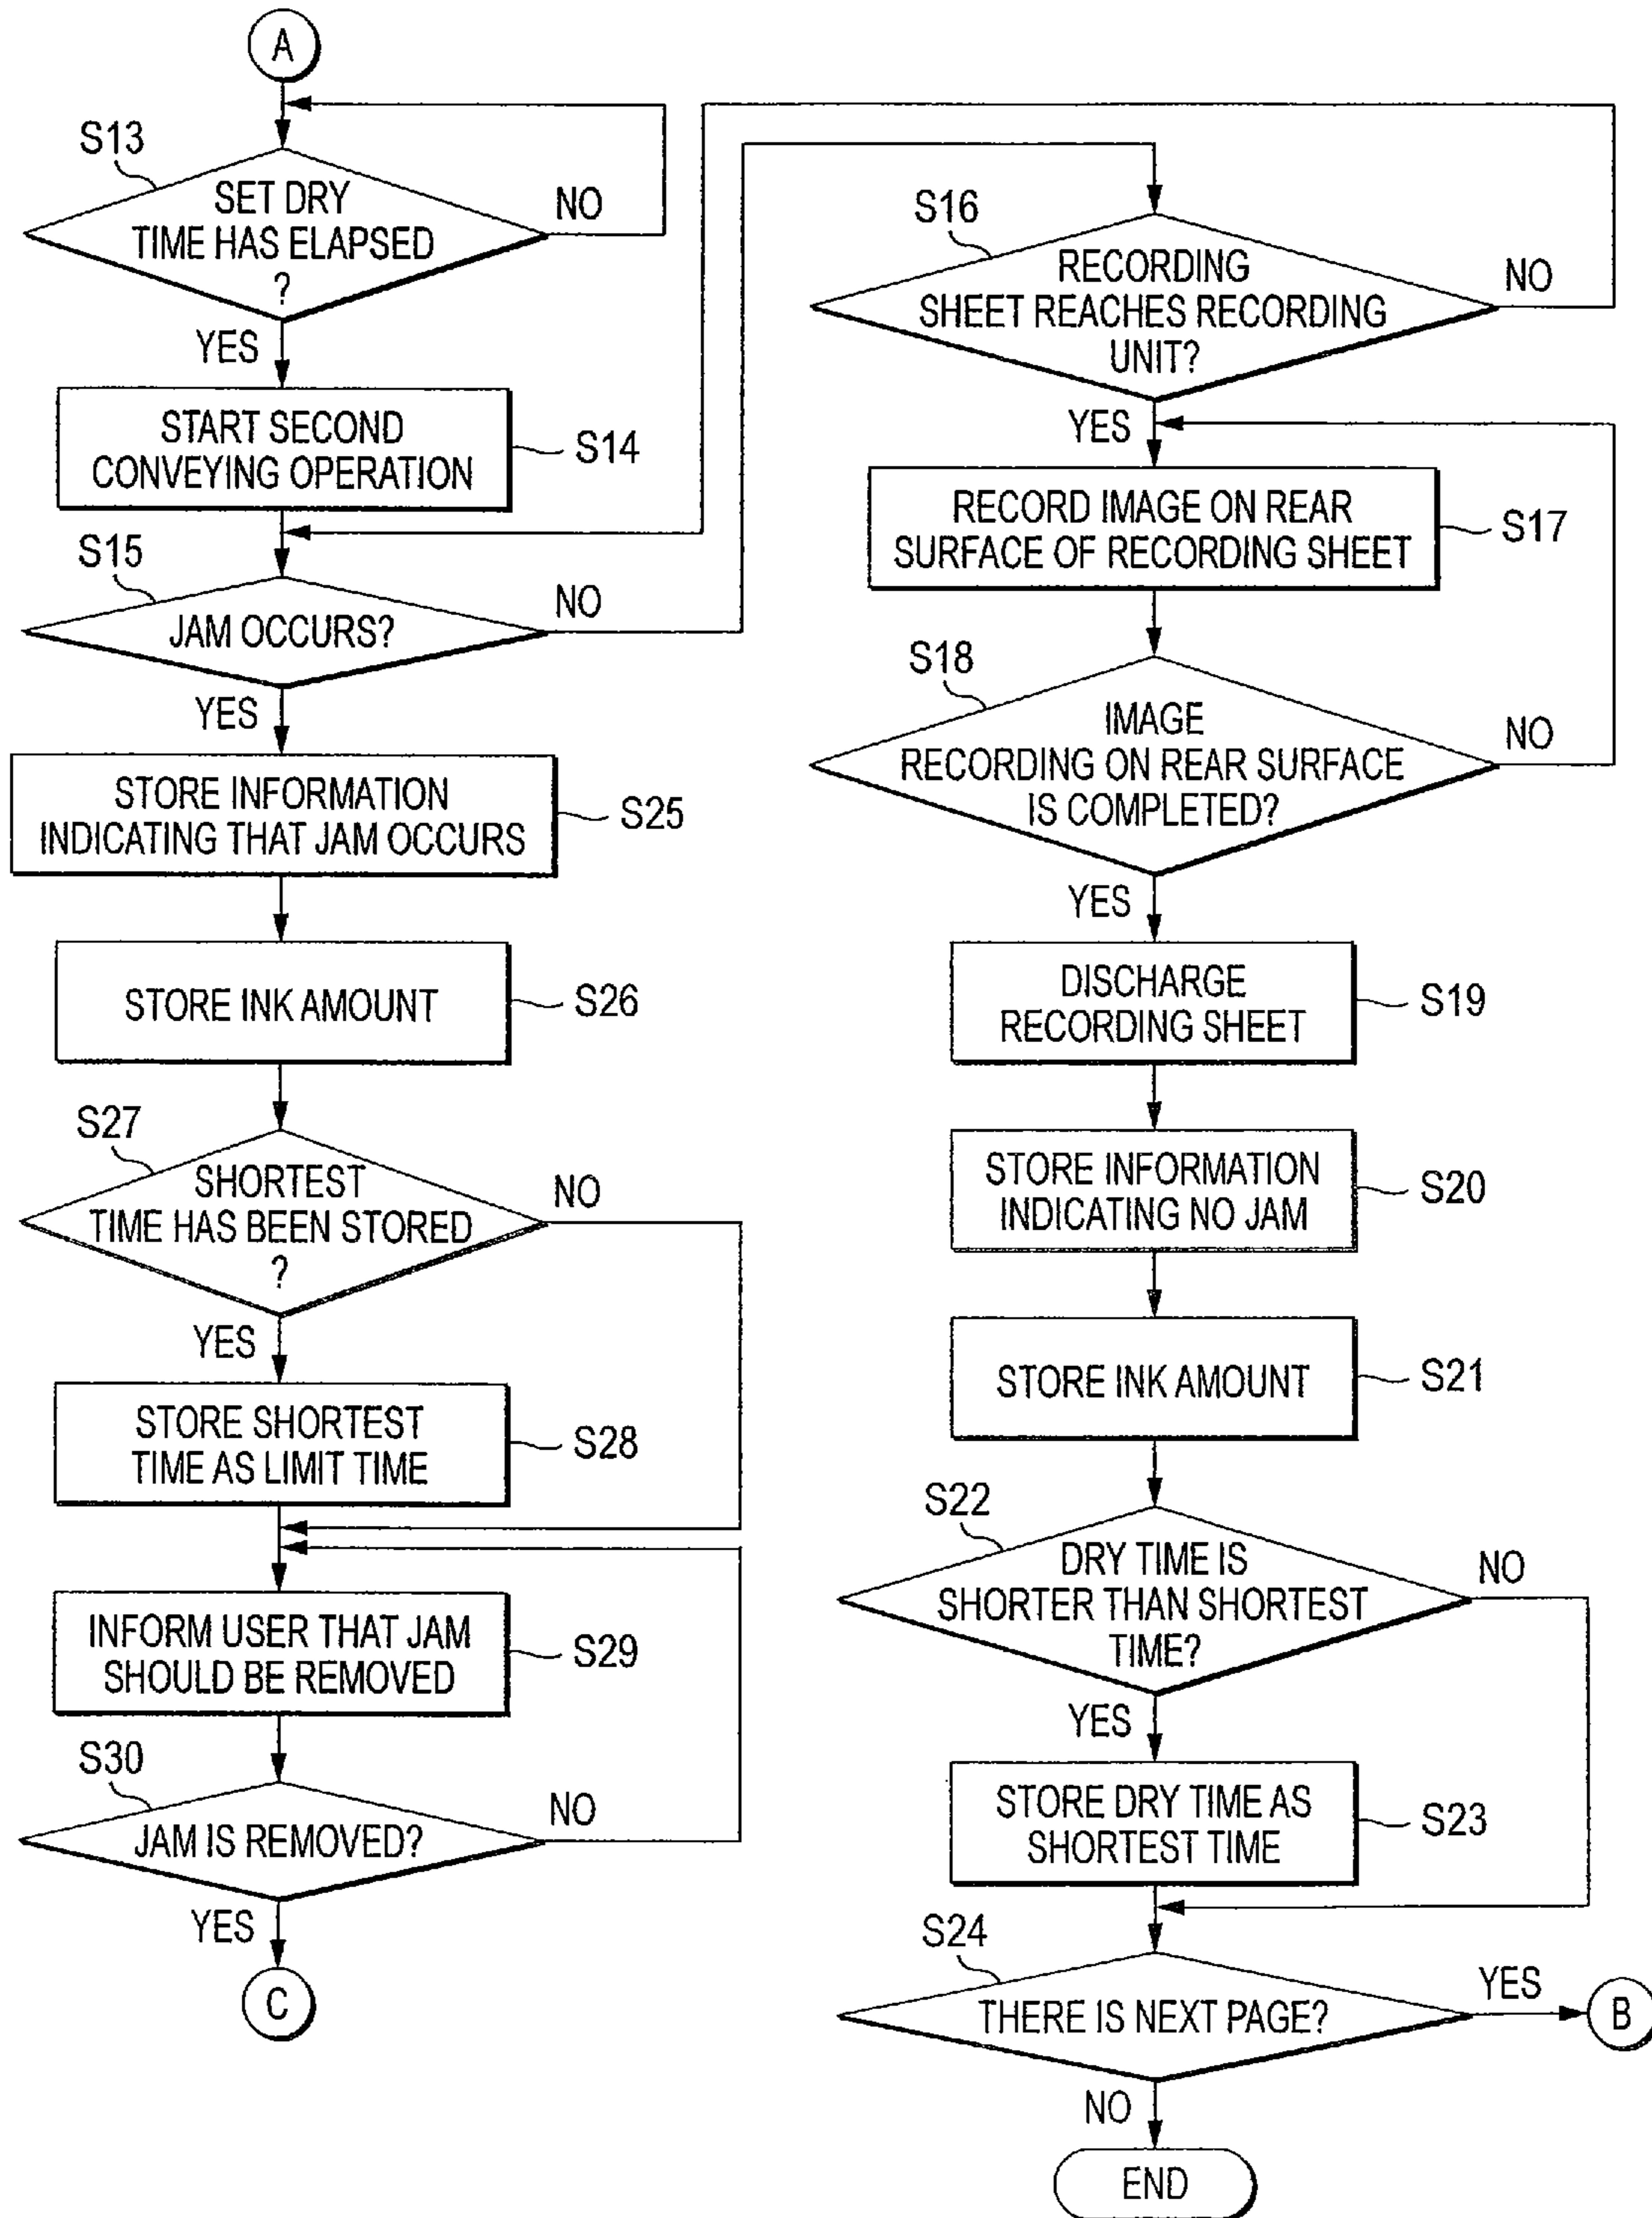 A
S13
SET DRY
TIME HAS ELAPSED
?
NO
YES
START SECOND
CONVEYING OPERATION
S14
S15
JAM OCCURS?
NO
YES
STORE INFORMATION
INDICATING THAT JAM OCCURS
S25
STORE INK AMOUNT
S26
S27
SHORTEST
TIME HAS BEEN STORED
?
NO
YES
STORE SHORTEST
TIME AS LIMIT TIME
S28
INFORM USER THAT JAM
SHOULD BE REMOVED
S29
S30
JAM IS REMOVED?
NO
YES
C
S16
RECORDING
SHEET REACHES RECORDING
UNIT?
NO
YES
RECORD IMAGE ON REAR
SURFACE OF RECORDING SHEET
S17
S18
IMAGE
RECORDING ON REAR SURFACE
IS COMPLETED?
NO
YES
DISCHARGE
RECORDING SHEET
S19
STORE INFORMATION
INDICATING NO JAM
S20
STORE INK AMOUNT
S21
S22
DRY TIME IS
SHORTER THAN SHORTEST
TIME?
NO
YES
STORE DRY TIME AS
SHORTEST TIME
S23
S24
THERE IS NEXT PAGE?
YES
B
NO
END